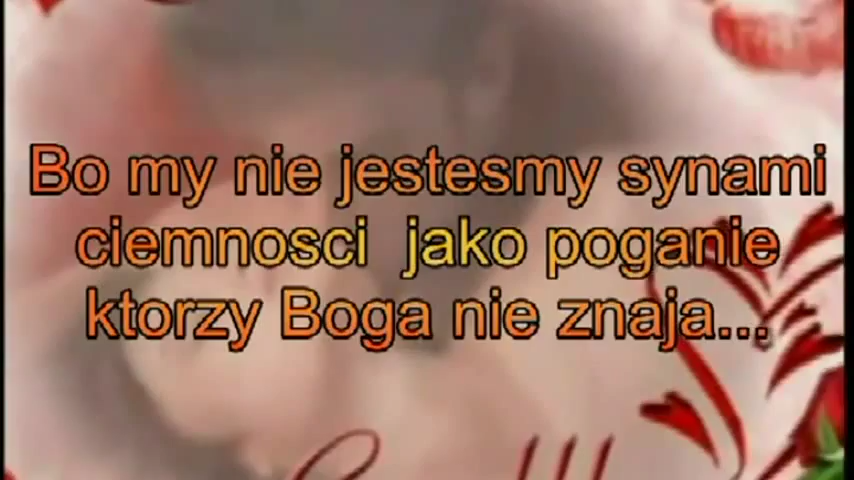 Bo my nie jestesmy synami
ciemnosci jako poganie
ktorzy Boga nie znaja...